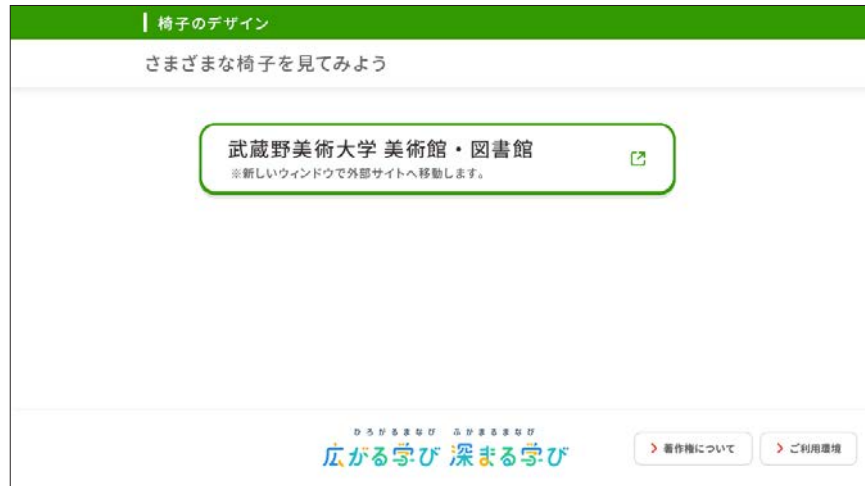 椅子のデザイン
さまざまな椅子を見てみよう
武蔵野美術大学 美術館・図書館
※新しいウィンドウで外部サイトへ移動します。
ひろがるまなび ふかまるまなび
広がる学び 深まる学び
著作権について
ご利用環境